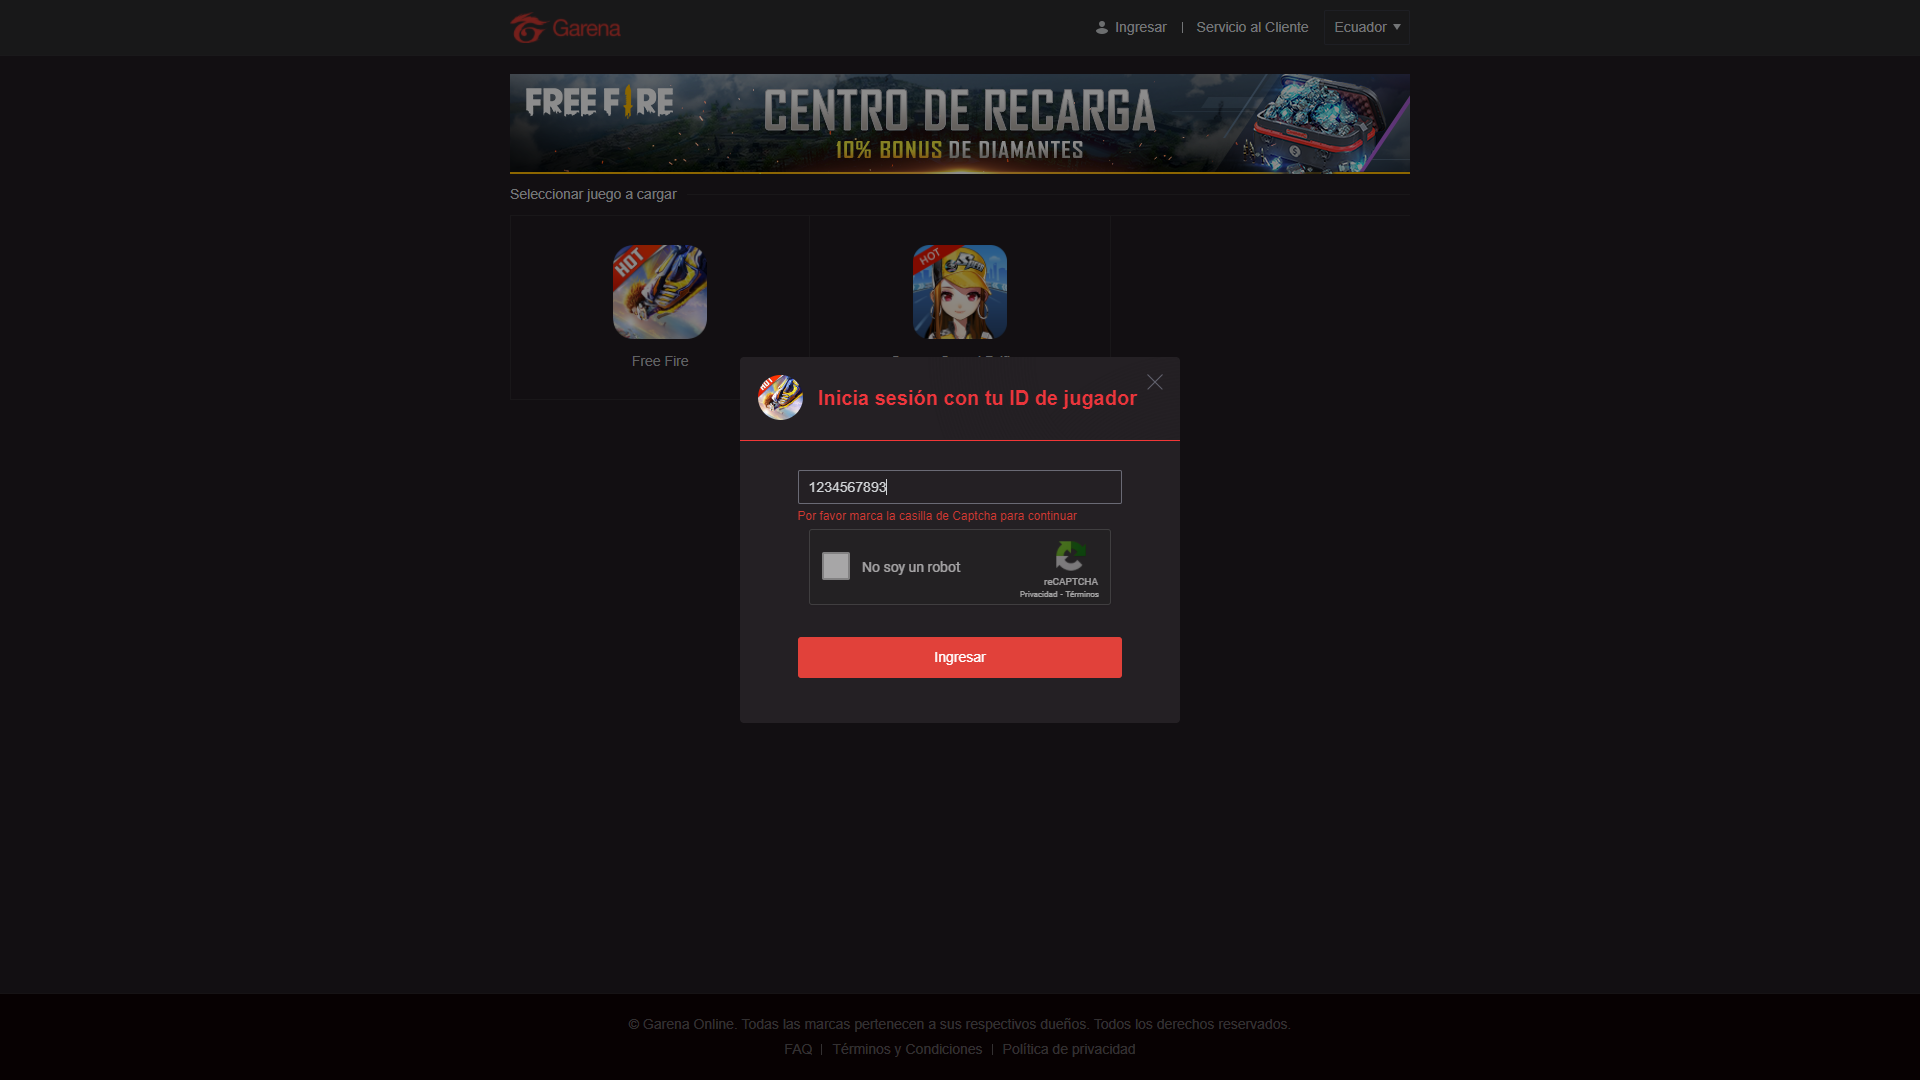 Garena
Ingresar
Servicio al Cliente
Ecuador
FREE FIRE
CENTRO DE RECARGA
10% BONUS DE DIAMANTES
Seleccionar juego a cargar
HOT
HOT
Free Fire
HOT
Inicia sesión con tu ID de jugador
1234567893
Por favor marca la casilla de Captcha para continuar
No soy un robot
reCAPTCHA
Privacidad - Términos
Ingresar
© Garena Online. Todas las marcas pertenecen a sus respectivos dueños. Todos los derechos reservados.
FAQ | Términos y Condiciones | Política de privacidad